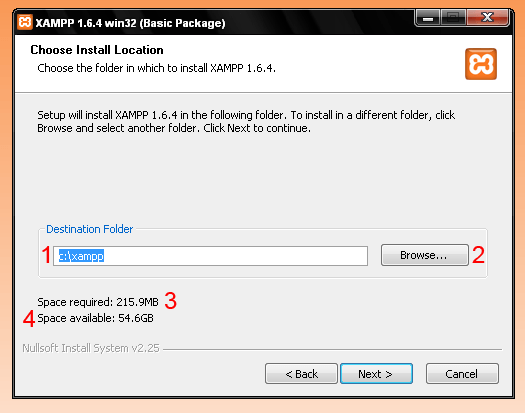 XAMPP 1.6.4 win32 (Basic Package)
Choose Install Location
Choose the folder in which to install XAMPP 1.6.4.
Setup will install XAMPP 1.6.4 in the following folder. To install in a different folder, click
Browse and select another folder. Click Next to continue.
Destination Folder
1 c:\xampp Browse... 2
Space required: 215.9MB 3
4 Space available: 54.6GB
Nullsoft Install System v2.25
< Back Next > Cancel